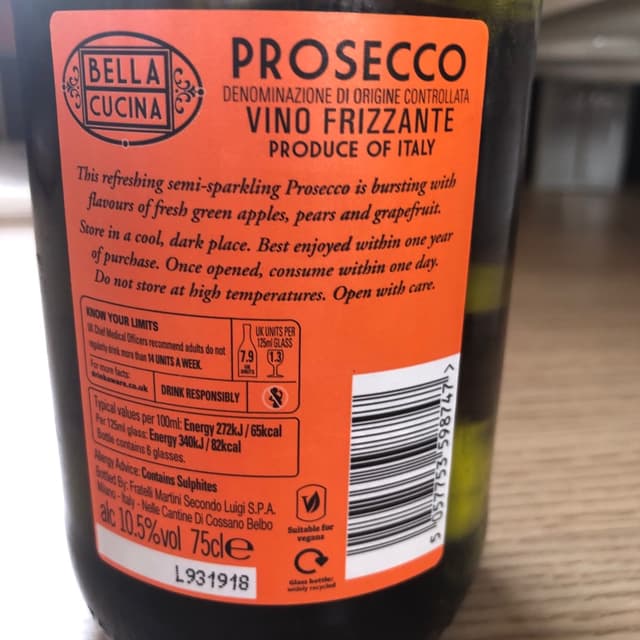 BELLA
CUCINA
PROSECCO
DENOMINAZIONE DI ORIGINE CONTROLLATA
VINO FRIZZANTE
PRODUCE OF ITALY
This refreshing semi-sparkling Prosecco is bursting with
flavours of fresh green apples, pears and grapefruit.
Store in a cool, dark place. Best enjoyed within one year
of purchase. Once opened, consume within one day.
Do not store at high temperatures. Open with care.
KNOW YOUR LIMITS
UK Chief Medical Officers recommend adults do not
regularly drink more than 14 UNITS A WEEK.
For more facts:
drinkaware.co.uk
DRINK RESPONSIBLY
7.9
UK UNITS
UK UNITS PER
125ml GLASS
1.3
Typical values per 100ml: Energy 272kJ / 65kcal
Per 125ml glass: Energy 340kJ / 82kcal
Bottle contains 6 glasses.
Allergy Advice: Contains Sulphites
Bottled By: Fratelli Martini Secondo Luigi S.P.A.
Milano - Italy - Nelle Cantine Di Cossano Belbo
alc 10.5%vol 75cl e
L931918
Suitable for
vegans
Glass bottle:
widely recycled
5 057753 598747 >